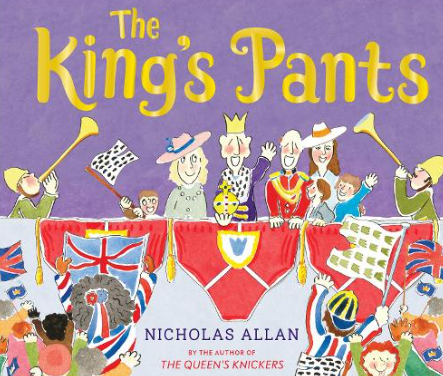 The
King's Pants
NICHOLAS ALLAN
BY THE AUTHOR OF
THE QUEEN'S KNICKERS